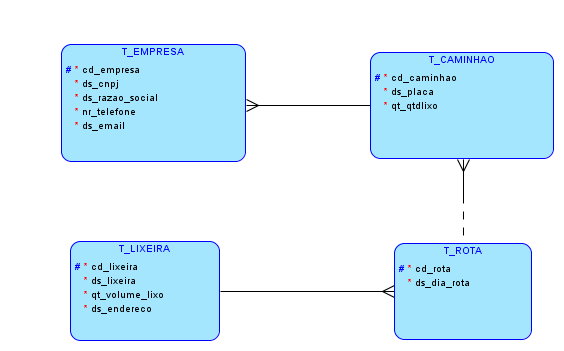 T_EMPRESA
# * cd_empresa
* ds_cnpj
* ds_razao_social
* nr_telefone
* ds_email
T_CAMINHAO
# * cd_caminhao
* ds_placa
* qt_qtdlixo
T_LIXEIRA
# * cd_lixeira
* ds_lixeira
* qt_volume_lixo
* ds_endereco
T_ROTA
# * cd_rota
* ds_dia_rota